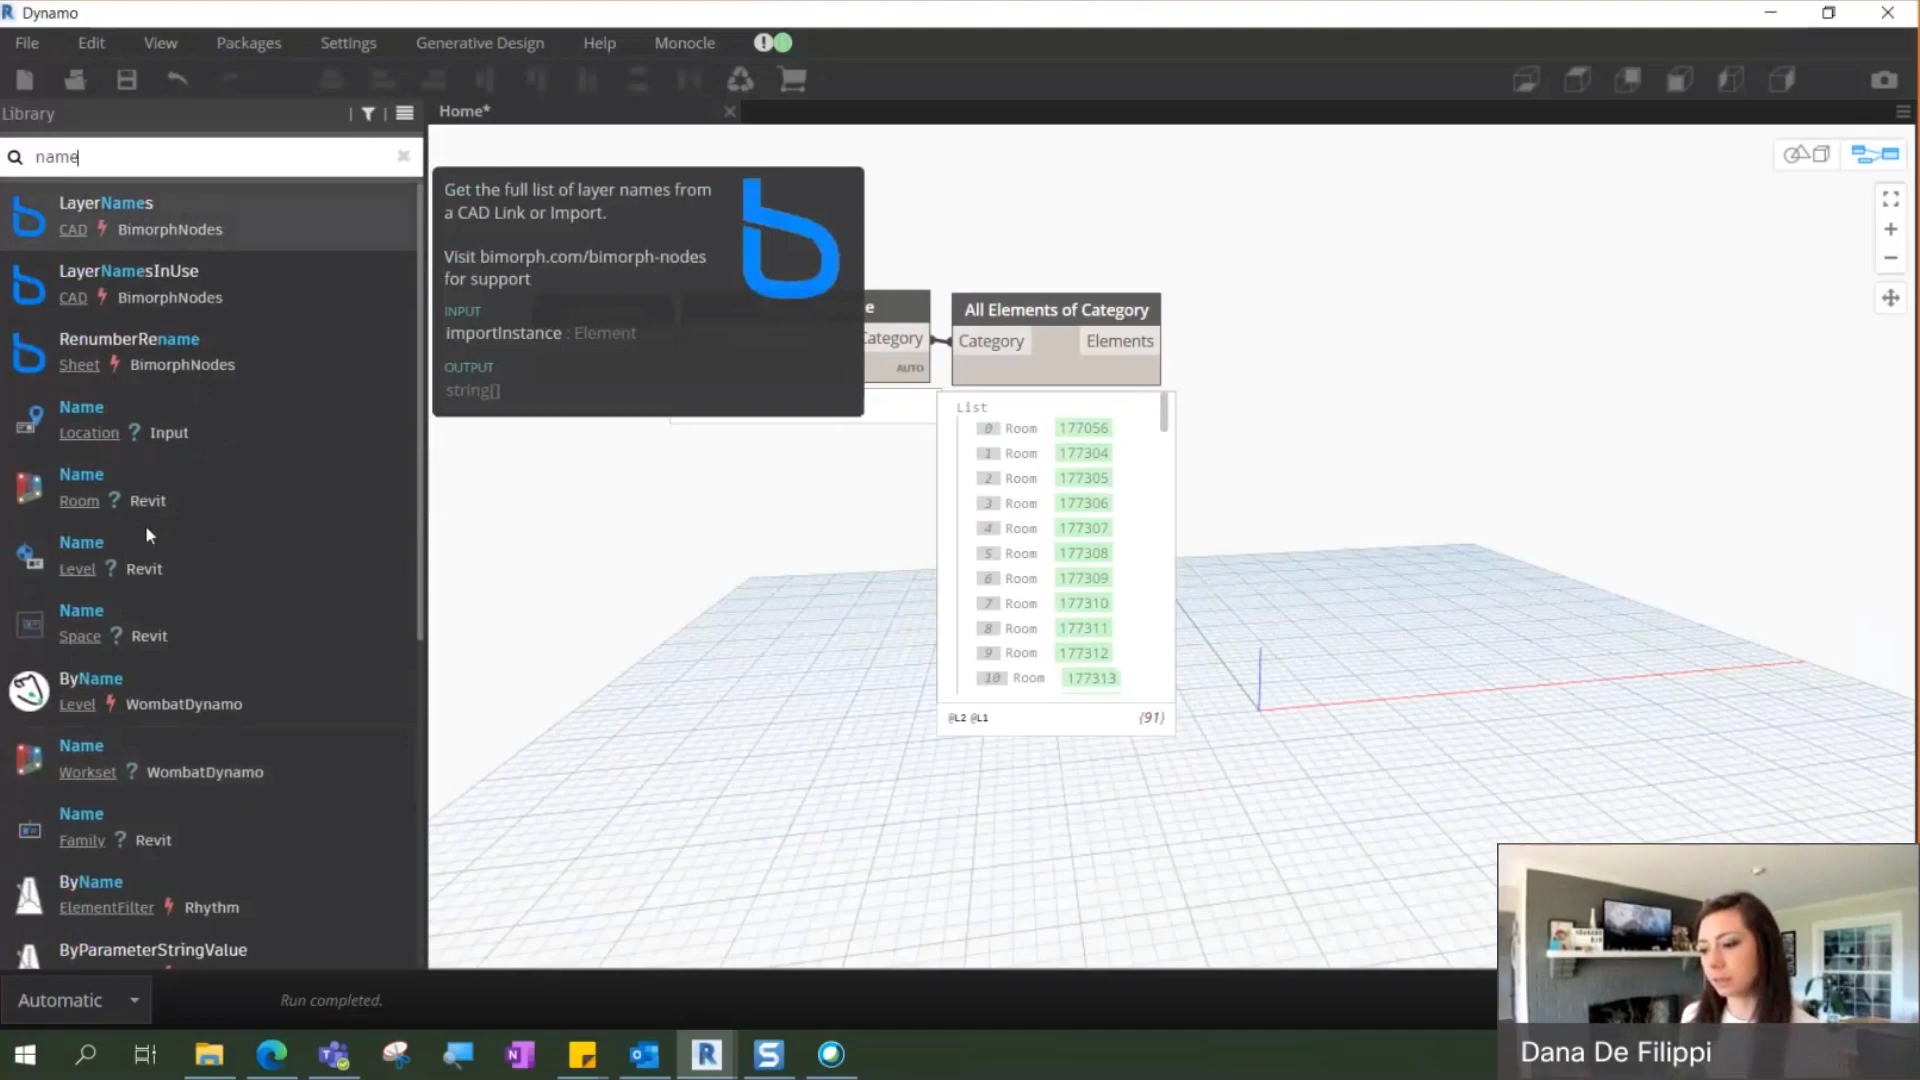 Dynamo
File Edit View Packages Settings Generative Design Help Monocle
Library
Home*
name
LayerNames
CAD BimorphNodes
LayerNamesInUse
CAD BimorphNodes
RenumberRename
Sheet BimorphNodes
Name
Location ? Input
Name
Room ? Revit
Name
Level ? Revit
Name
Space ? Revit
ByName
Level WombatDynamo
Name
Workset ? WombatDynamo
Name
Family ? Revit
ByName
ElementFilter Rhythm
ByParameterStringValue
Get the full list of layer names from
a CAD Link or Import.
Visit bimorph.com/bimorph-nodes
for support
INPUT
importInstance : Element
OUTPUT
string[]
e
Category
AUTO
All Elements of Category
Category Elements
List
0 Room 177056
1 Room 177304
2 Room 177305
3 Room 177306
4 Room 177307
5 Room 177308
6 Room 177309
7 Room 177310
8 Room 177311
9 Room 177312
10 Room 177313
@L2 @L1 {91}
Automatic
Run completed.
Dana De Filippi